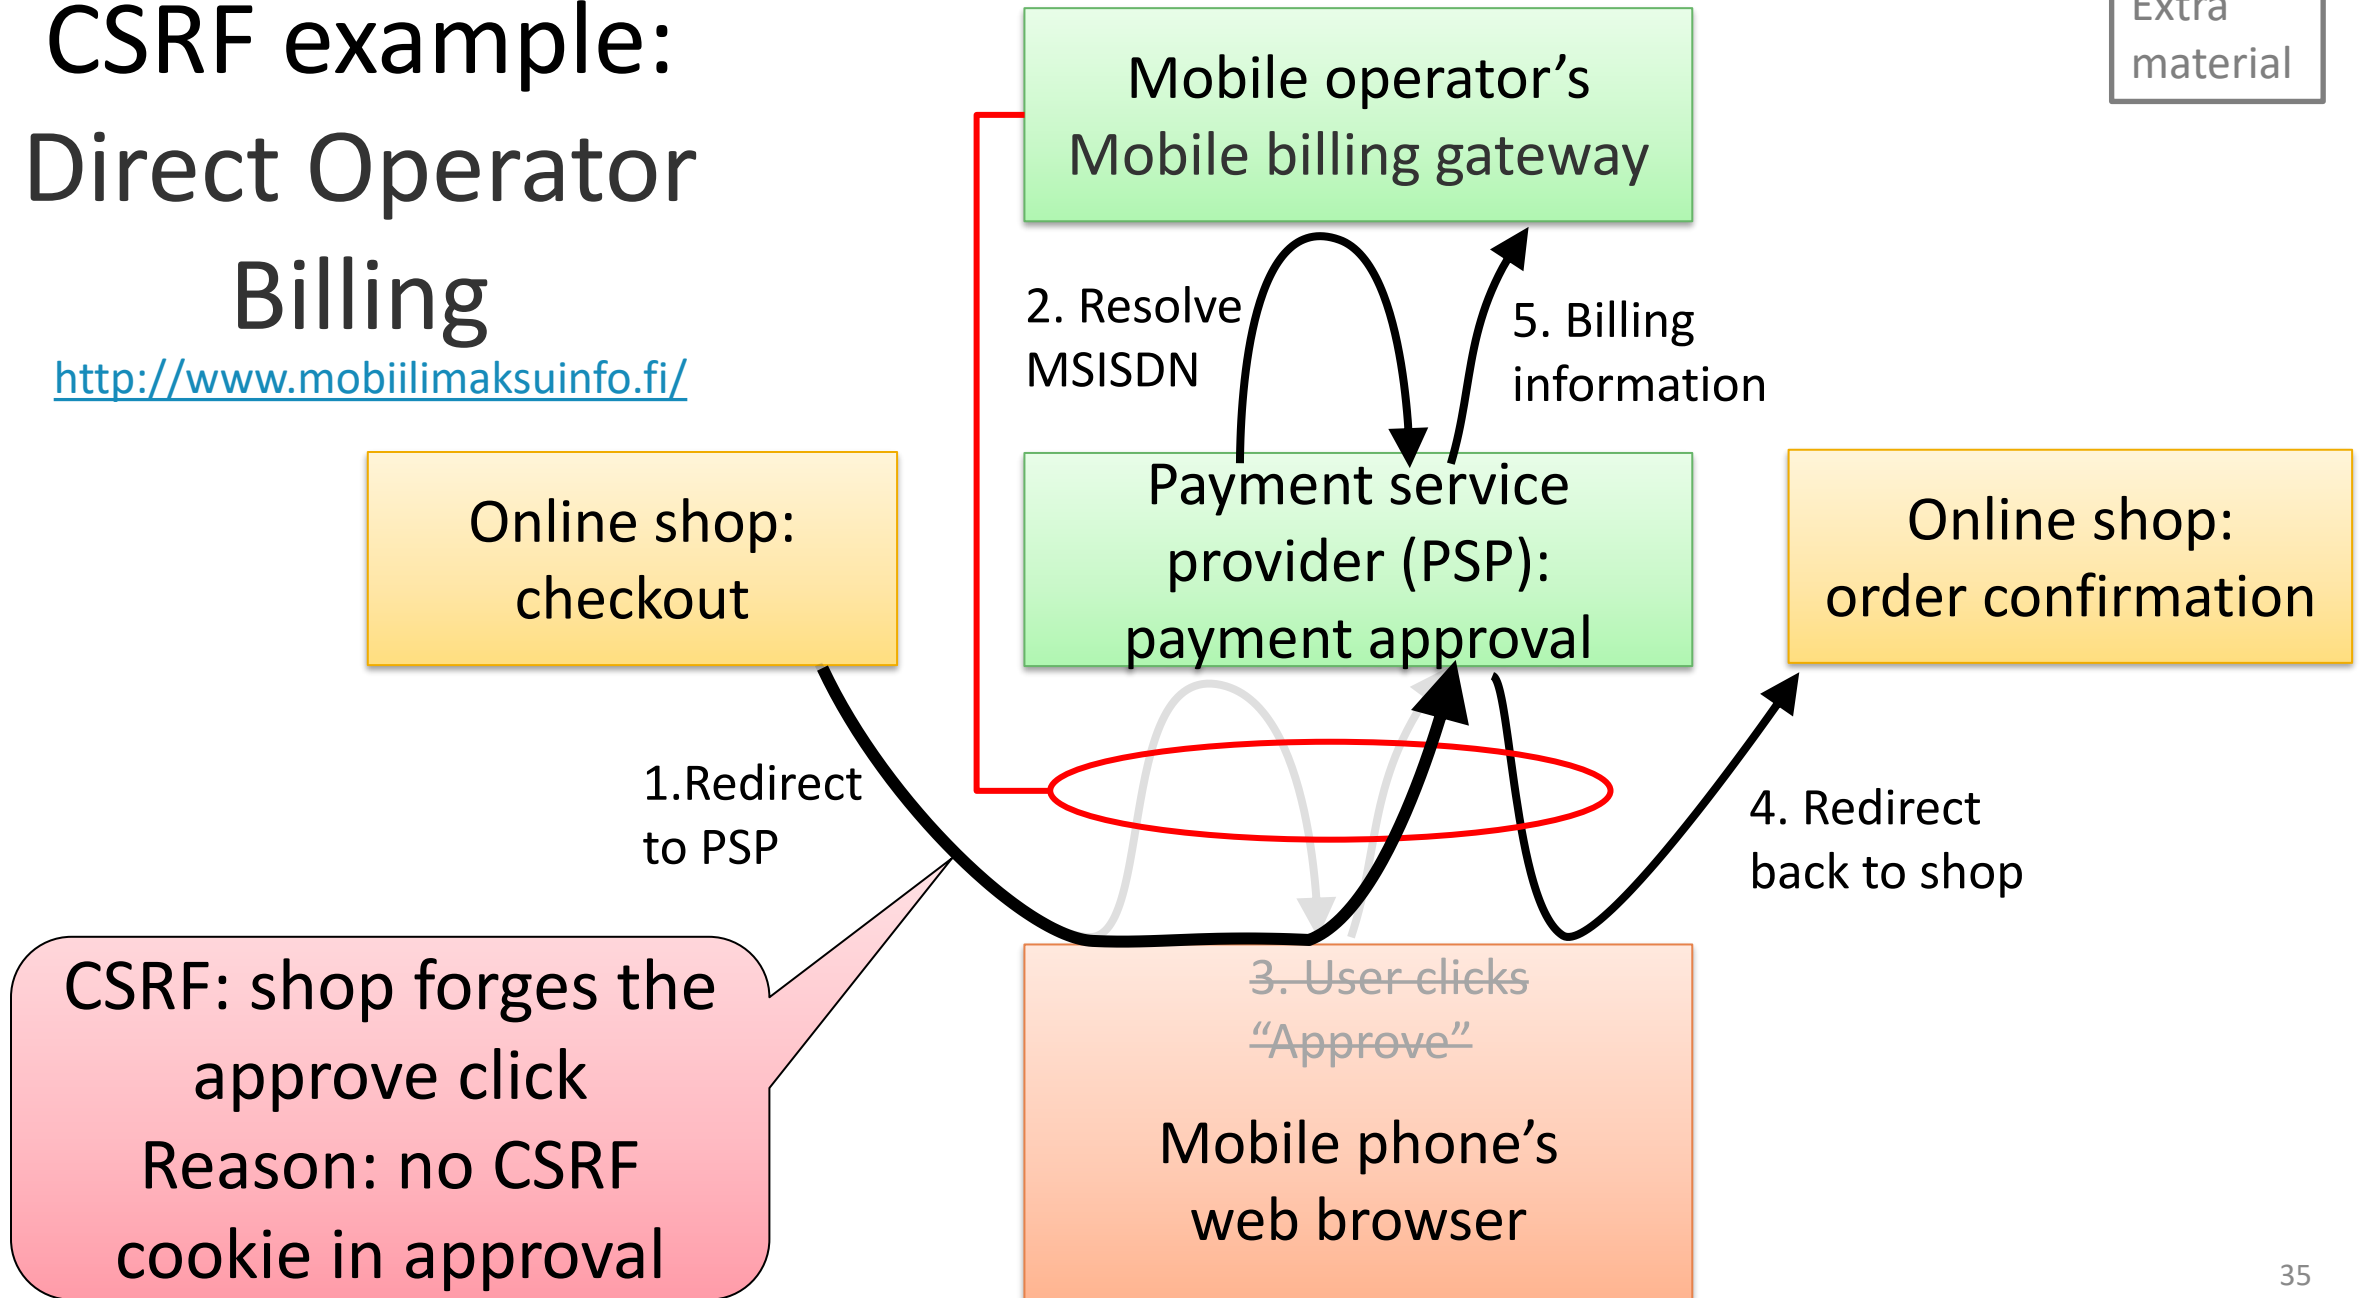 CSRF example:
Direct Operator
Billing
http://www.mobiilimaksuinfo.fi/
Extra
material
Mobile operator’s
Mobile billing gateway
2. Resolve
MSISDN
5. Billing
information
Online shop:
checkout
Payment service
provider (PSP):
payment approval
Online shop:
order confirmation
1.Redirect
to PSP
4. Redirect
back to shop
CSRF: shop forges the
approve click
Reason: no CSRF
cookie in approval
3. User clicks
“Approve”
Mobile phone’s
web browser
35